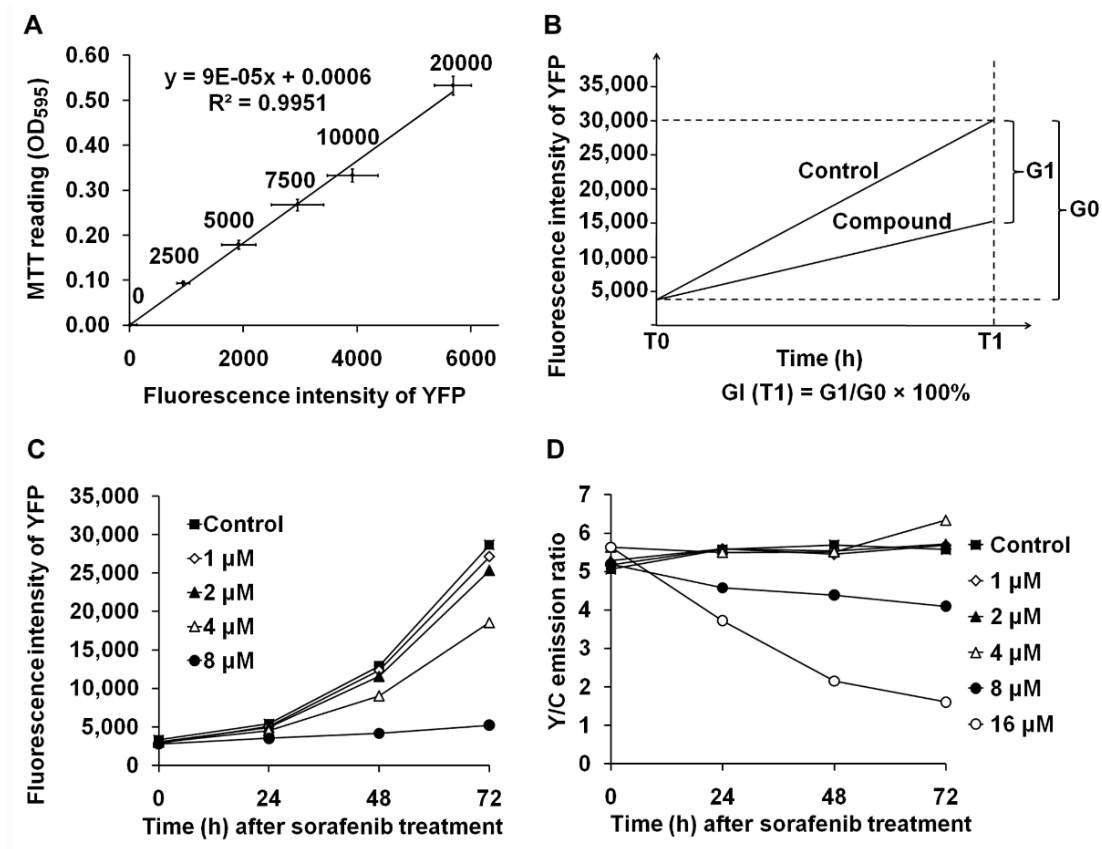 A
MTT reading (OD595)
0.60
0.50
0.40
0.30
0.20
0.10
0.00
y = 9E-05x + 0.0006
R² = 0.9951
0
2500
5000
7500
10000
20000
0 2000 4000 6000
Fluorescence intensity of YFP
B
Fluorescence intensity of YFP
35,000
30,000
25,000
20,000
15,000
10,000
5,000
Control
Compound
G1
G0
T0 T1
Time (h)
GI (T1) = G1/G0 × 100%
C
Fluorescence intensity of YFP
35,000
30,000
25,000
20,000
15,000
10,000
5,000
0
Control
1 µM
2 µM
4 µM
8 µM
0 24 48 72
Time (h) after sorafenib treatment
D
Y/C emission ratio
7
6
5
4
3
2
1
0
Control
1 µM
2 µM
4 µM
8 µM
16 µM
0 24 48 72
Time (h) after sorafenib treatment